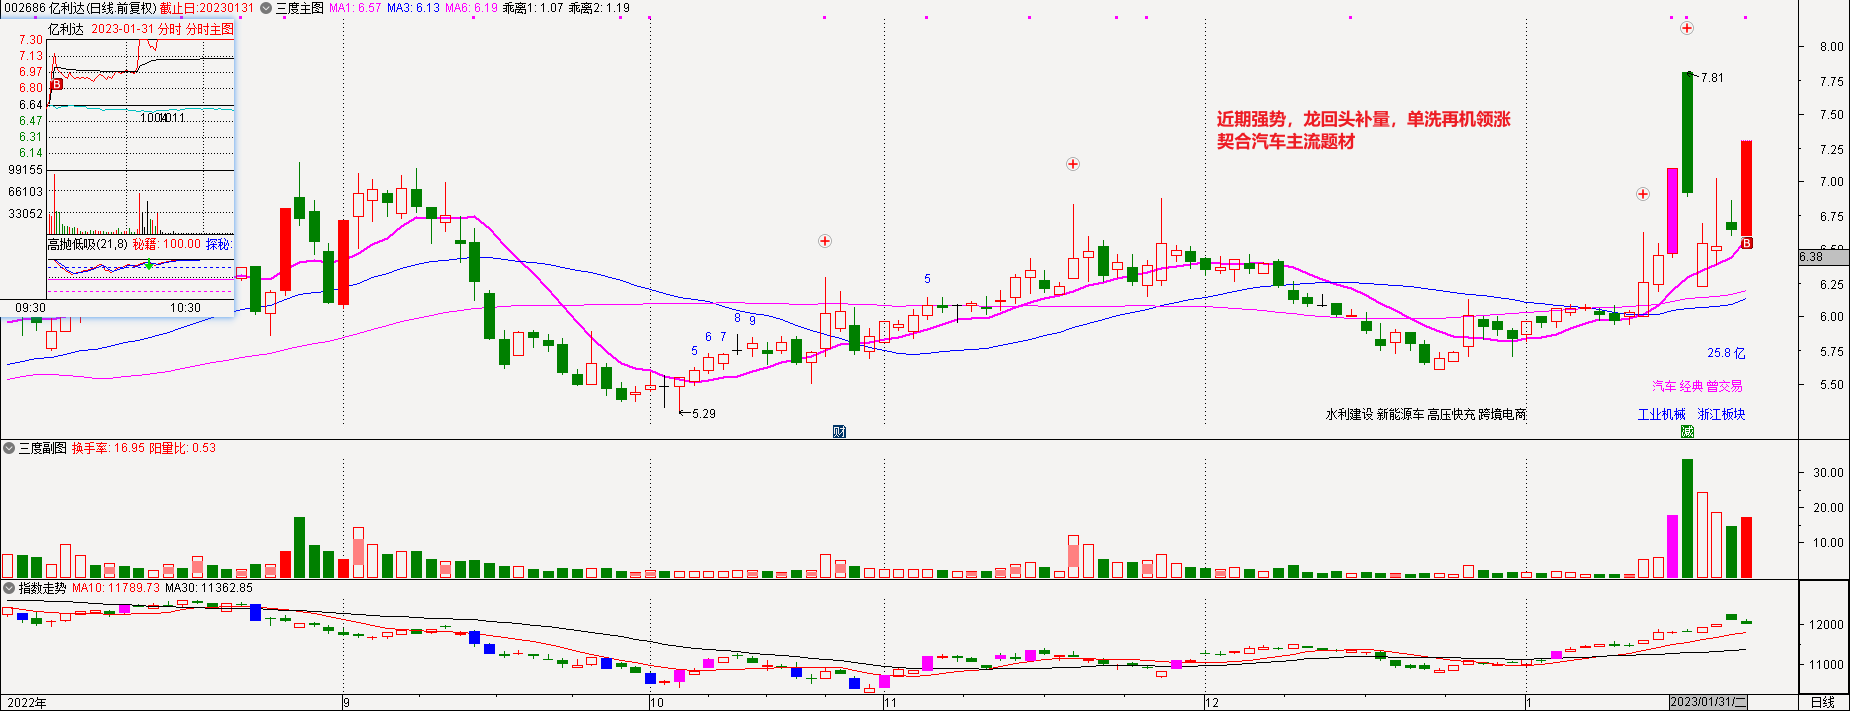 002686 亿利达(日线.前复权) 截止日:20230131 三度主图 MA1: 6.57 MA3: 6.13 MA6: 6.19 乖离1: 1.07 乖离2: 1.19
亿利达 2023-01-31 分时 分时主图
7.30
7.13
6.97
6.80
6.64
6.47
6.31
6.14
99155
66103
33052
B
高抛低吸(21,8) 秘籍: 100.00 探秘:
09:30 10:30
近期强势，龙回头补量，单洗再机领涨
契合汽车主流题材
7.81
5.29
5 6 7 8 9
5
B
8.00
7.75
7.50
7.25
7.00
6.75
6.50
6.38
6.25
6.00
5.75
5.50
25.8 亿
汽车 经典 曾交易
水利建设 新能源车 高压快充 跨境电商 工业机械 浙江板块
财 减
三度副图 换手率: 16.95 阳量比: 0.53
30.00
20.00
10.00
指数走势 MA10: 11789.73 MA30: 11362.85
12000
11000
2022年 9 10 11 12 1 2023/01/31/二 日线